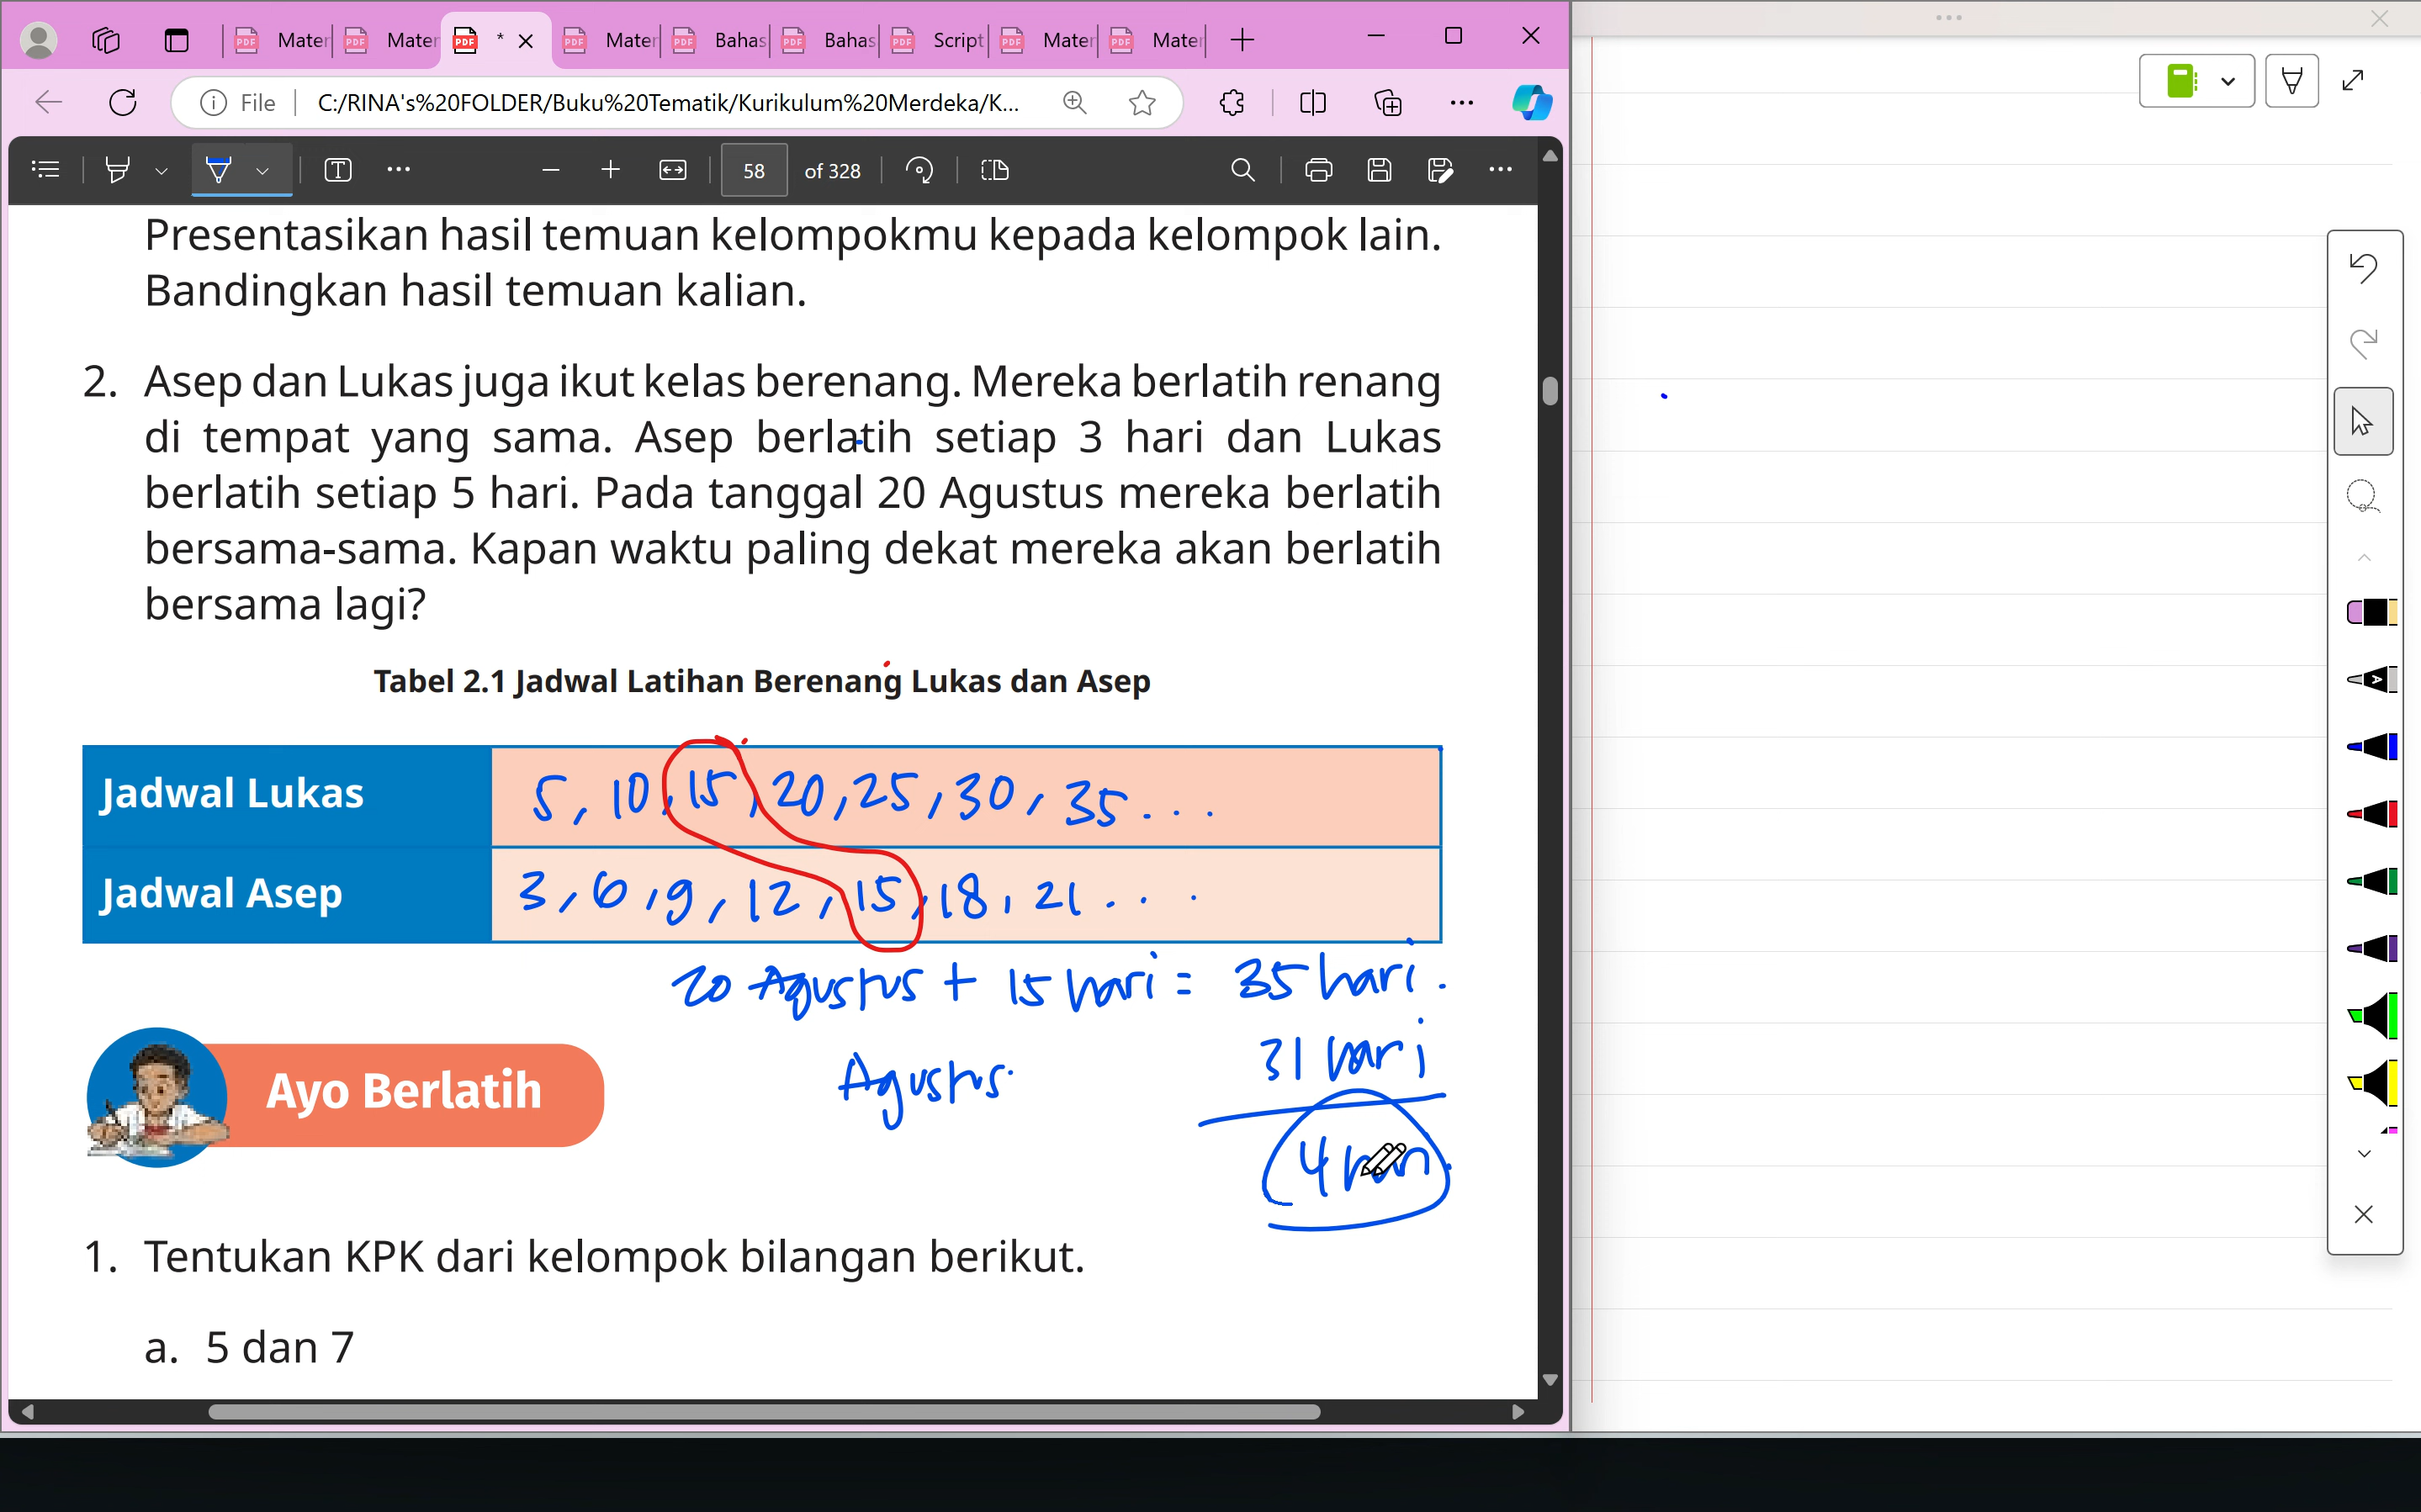 Mater
Mater
*
Mater
Bahas
Bahas
Script
Mater
Mater
File
C:/RINA's%20FOLDER/Buku%20Tematik/Kurikulum%20Merdeka/K...
58
of 328
Presentasikan hasil temuan kelompokmu kepada kelompok lain.
Bandingkan hasil temuan kalian.
2. Asep dan Lukas juga ikut kelas berenang. Mereka berlatih renang
di tempat yang sama. Asep berlatih setiap 3 hari dan Lukas
berlatih setiap 5 hari. Pada tanggal 20 Agustus mereka berlatih
bersama-sama. Kapan waktu paling dekat mereka akan berlatih
bersama lagi?
Tabel 2.1 Jadwal Latihan Berenang Lukas dan Asep
Jadwal Lukas 5, 10, 15, 20, 25, 30, 35...
Jadwal Asep 3, 6, 9, 12, 15, 18, 21...
20 Agustus + 15 hari = 35 hari.
Agustus 31 hari
4 hari
Ayo Berlatih
1. Tentukan KPK dari kelompok bilangan berikut.
a. 5 dan 7